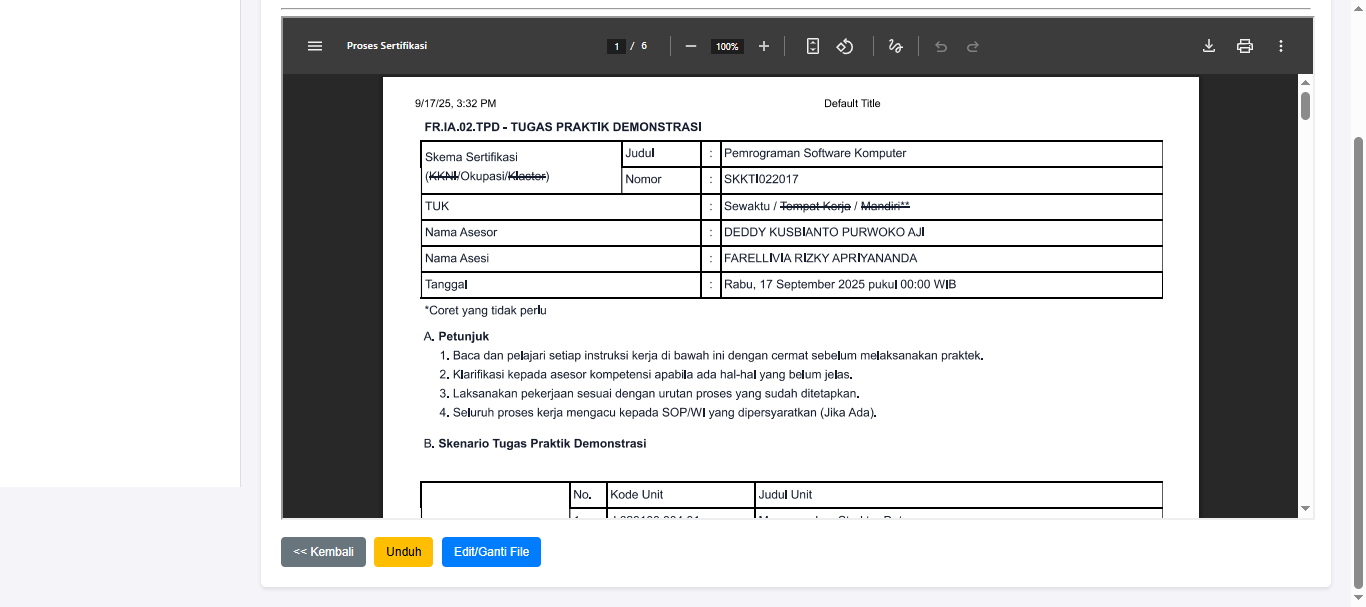 Proses Sertifikasi 1 / 6 100%
9/17/25, 3:32 PM Default Title
FR.IA.02.TPD - TUGAS PRAKTIK DEMONSTRASI
Skema Sertifikasi
(KKNI/Okupasi/Klaster)
Judul : Pemrograman Software Komputer
Nomor : SKKTI022017
TUK : Sewaktu / Tempat Kerja / Mandiri**
Nama Asesor : DEDDY KUSBIANTO PURWOKO AJI
Nama Asesi : FARELLIVIA RIZKY APRIYANANDA
Tanggal : Rabu, 17 September 2025 pukul 00:00 WIB
*Coret yang tidak perlu
A. Petunjuk
1. Baca dan pelajari setiap instruksi kerja di bawah ini dengan cermat sebelum melaksanakan praktek.
2. Klarifikasi kepada asesor kompetensi apabila ada hal-hal yang belum jelas.
3. Laksanakan pekerjaan sesuai dengan urutan proses yang sudah ditetapkan.
4. Seluruh proses kerja mengacu kepada SOP/WI yang dipersyaratkan (Jika Ada).
B. Skenario Tugas Praktik Demonstrasi
No. Kode Unit Judul Unit
<< Kembali Unduh Edit/Ganti File